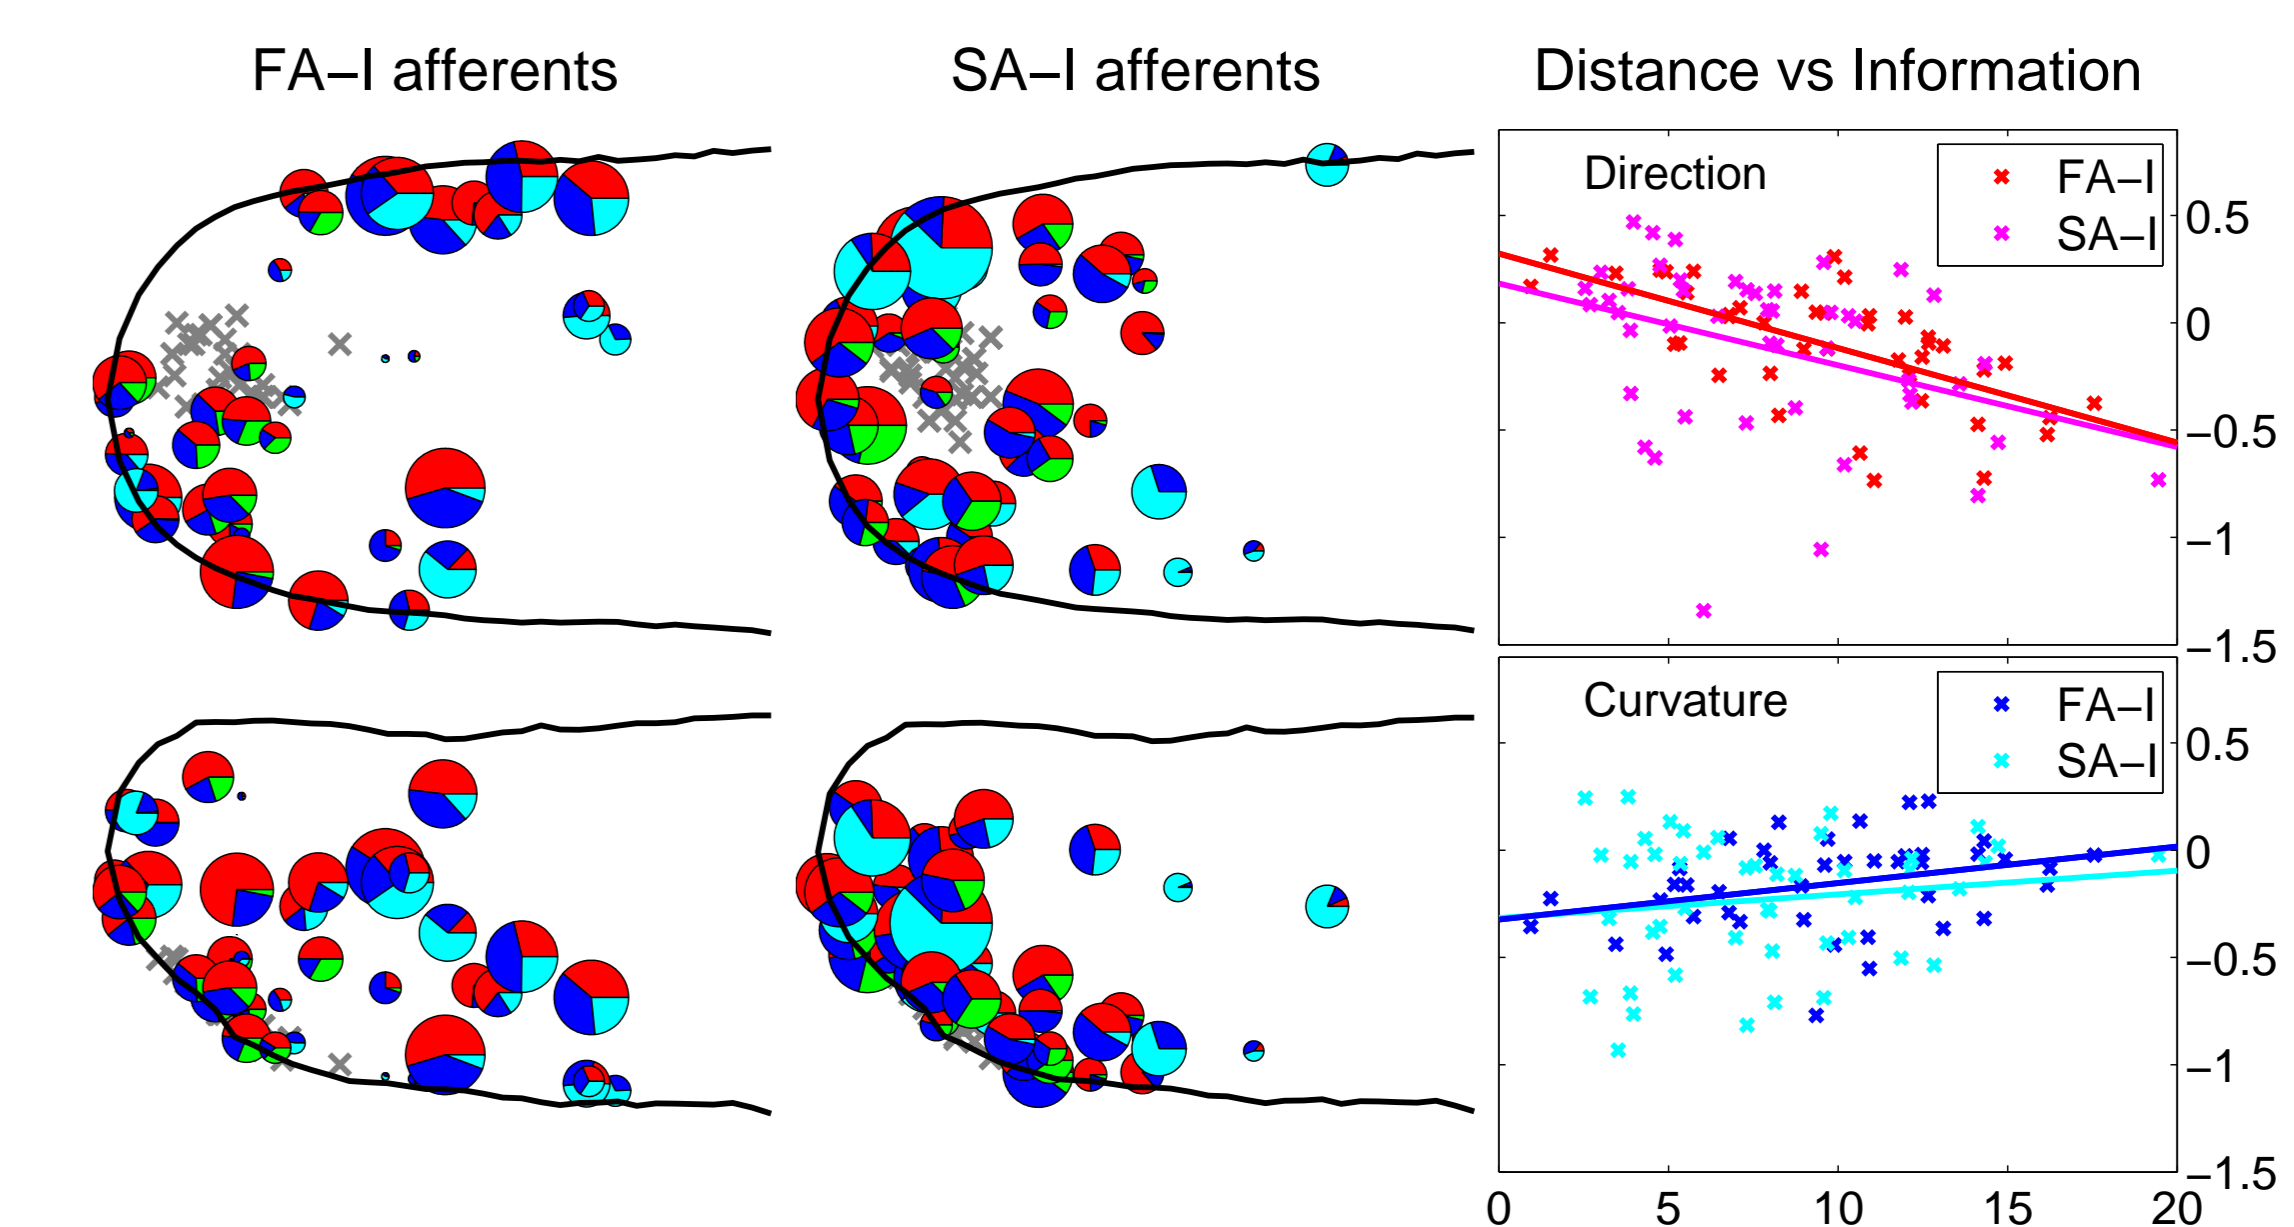 FA–I afferents
SA–I afferents
Distance vs Information
Direction
FA–I
SA–I
0.5
0
−0.5
−1
−1.5
Curvature
FA–I
SA–I
0.5
0
−0.5
−1
−1.5
0 5 10 15 20